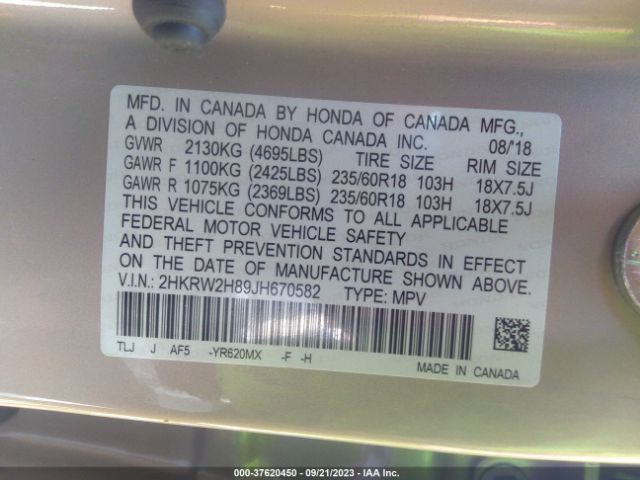 MFD. IN CANADA BY HONDA OF CANADA MFG.,
A DIVISION OF HONDA CANADA INC. 08/'18
GVWR 2130KG (4695LBS) TIRE SIZE RIM SIZE
GAWR F 1100KG (2425LBS) 235/60R18 103H 18X7.5J
GAWR R 1075KG (2369LBS) 235/60R18 103H 18X7.5J
THIS VEHICLE CONFORMS TO ALL APPLICABLE
FEDERAL MOTOR VEHICLE SAFETY
AND THEFT PREVENTION STANDARDS IN EFFECT
ON THE DATE OF MANUFACTURE SHOWN ABOVE.
V.I.N.: 2HKRW2H89JH670582 TYPE: MPV
TLJ J AF5 -YR620MX -F -H
MADE IN CANADA
000-37620450 - 09/21/2023 - IAA Inc.